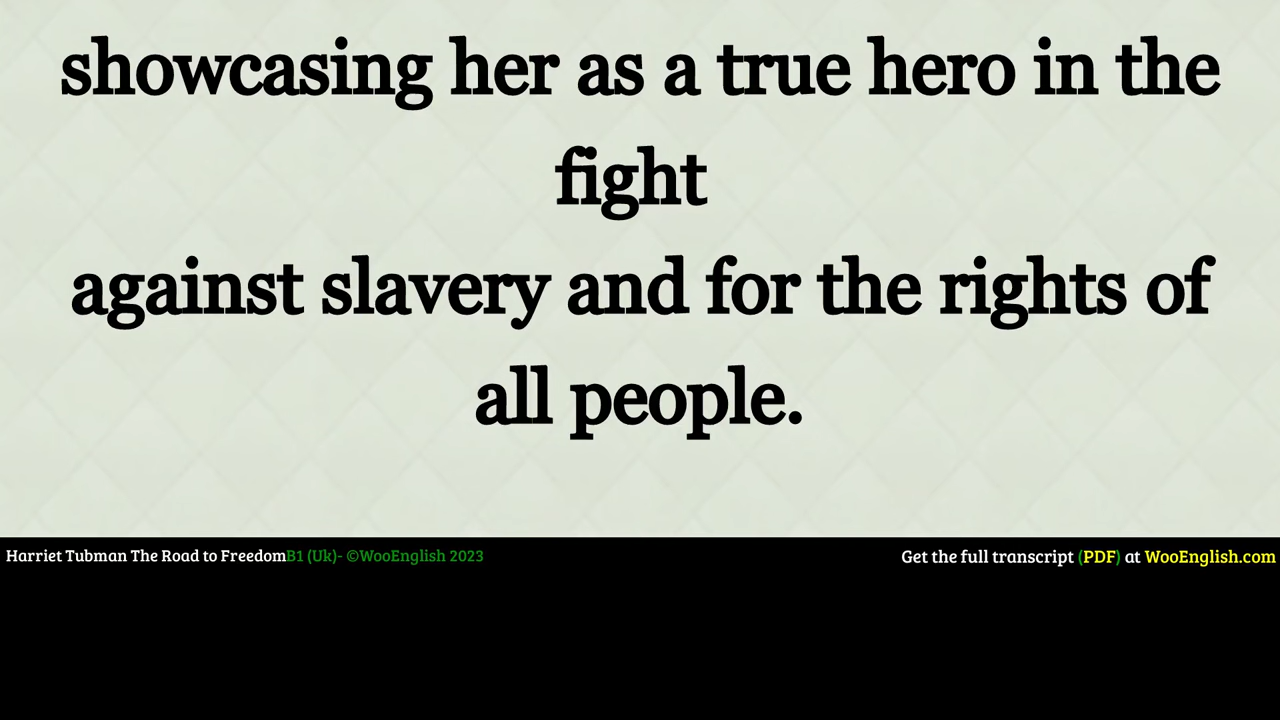 showcasing her as a true hero in the
fight
against slavery and for the rights of
all people.
Harriet Tubman The Road to FreedomB1 (Uk)- ©WooEnglish 2023
Get the full transcript (PDF) at WooEnglish.com